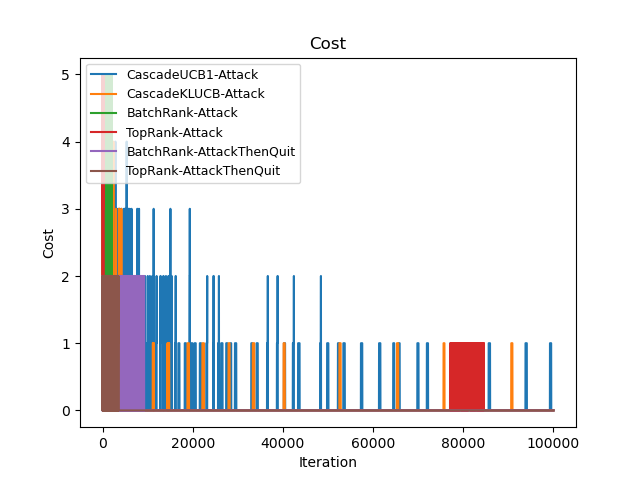 Cost
5
4
3
2
1
0
Cost
CascadeUCB1-Attack
CascadeKLUCB-Attack
BatchRank-Attack
TopRank-Attack
BatchRank-AttackThenQuit
TopRank-AttackThenQuit
0 20000 40000 60000 80000 100000
Iteration